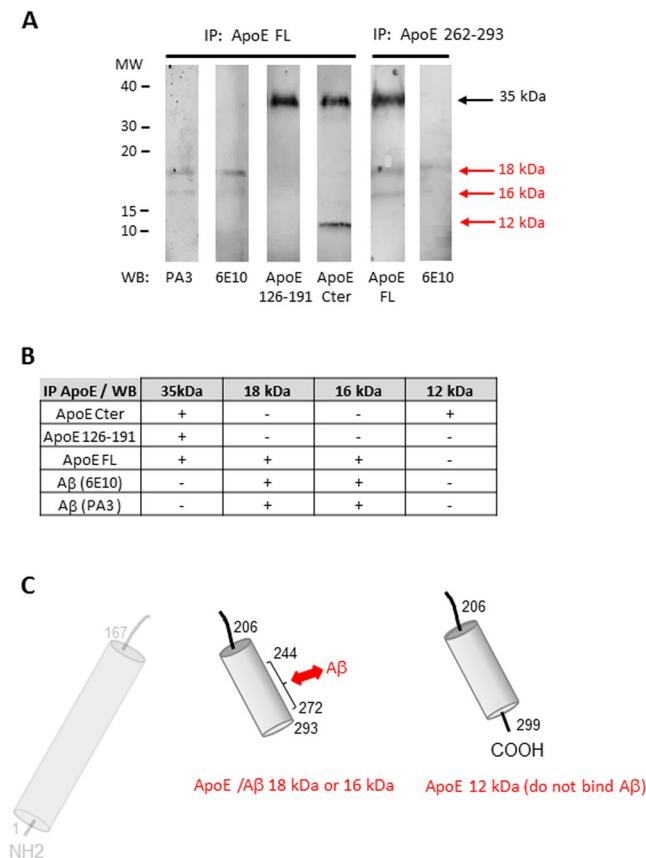 A
IP: ApoE FL
IP: ApoE 262-293
MW
40
30
20
15
10
35 kDa
18 kDa
16 kDa
12 kDa
WB: PA3 6E10 ApoE 126-191 ApoE Cter ApoE FL 6E10
B
IP ApoE / WB 35kDa 18 kDa 16 kDa 12 kDa
ApoE Cter + - - +
ApoE 126-191 + - - -
ApoE FL + + + -
Aβ (6E10) - + + -
Aβ (PA3 ) - + + -
C
167
1
NH2
206
244
Aβ
272
293
ApoE /Aβ 18 kDa or 16 kDa
206
299
COOH
ApoE 12 kDa (do not bind Aβ)